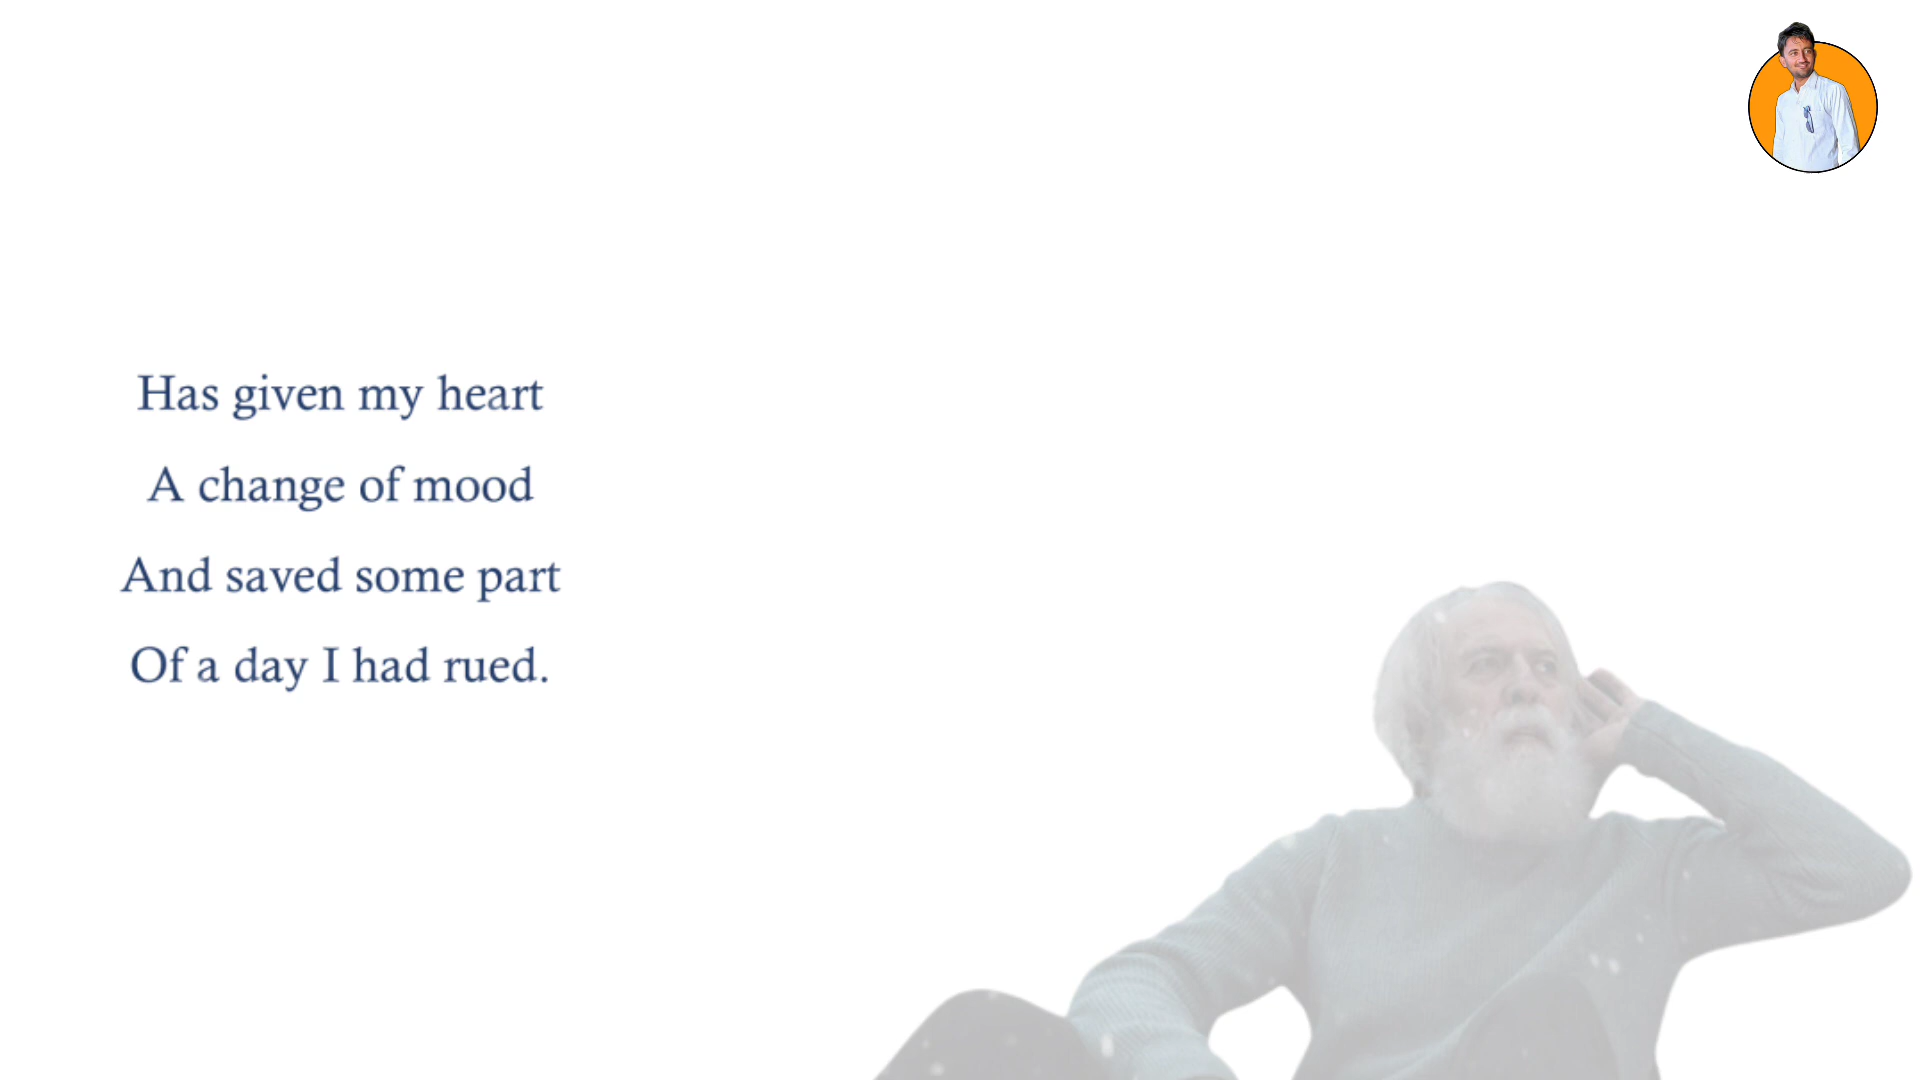 Has given my heart
A change of mood
And saved some part
Of a day I had rued.